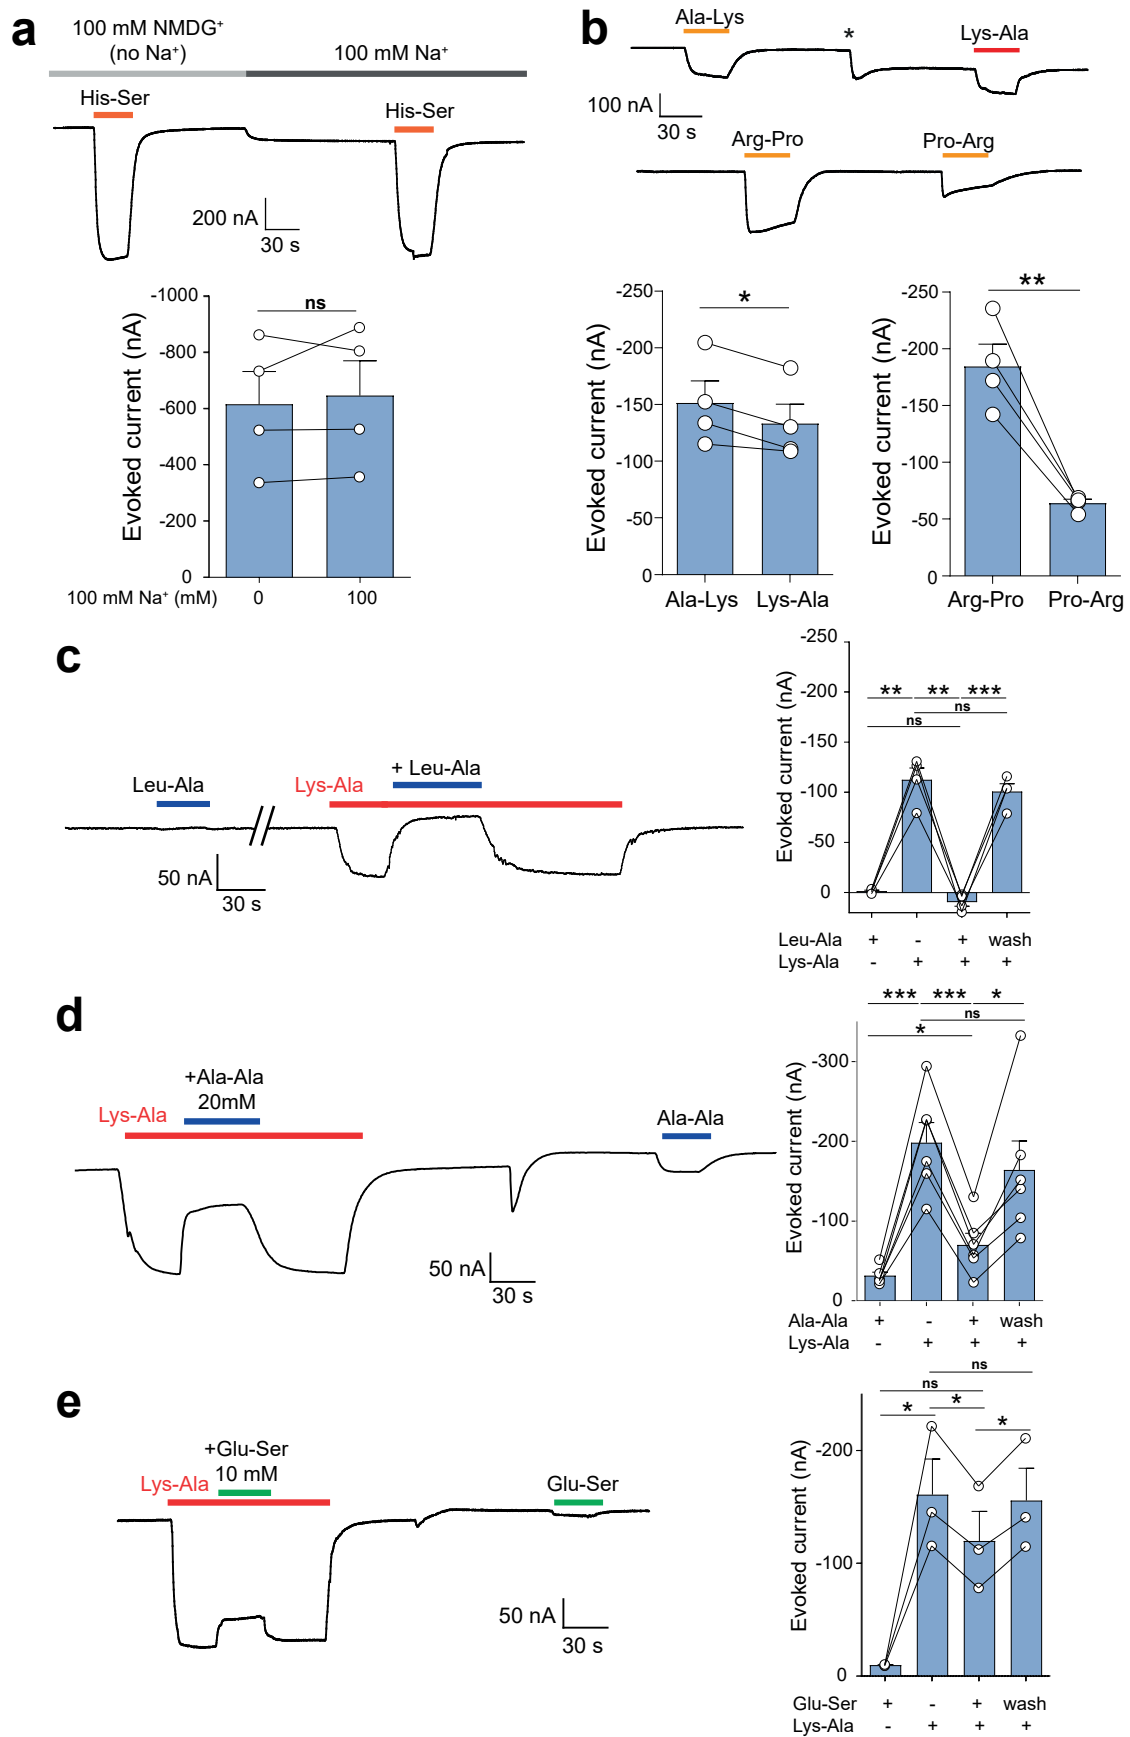 a
100 mM NMDG⁺
(no Na⁺)
100 mM Na⁺
His-Ser
His-Ser
200 nA
30 s
Evoked current (nA)
-1000
-800
-600
-400
-200
0
ns
100 mM Na⁺ (mM)
0
100
b
Ala-Lys
*
Lys-Ala
100 nA
30 s
Arg-Pro
Pro-Arg
Evoked current (nA)
-250
-200
-150
-100
-50
0
*
Ala-Lys
Lys-Ala
Evoked current (nA)
-250
-200
-150
-100
-50
0
**
Arg-Pro
Pro-Arg
c
Leu-Ala
Lys-Ala
+ Leu-Ala
50 nA
30 s
Evoked current (nA)
-250
-200
-150
-100
-50
0
** ** ***
ns
ns
Leu-Ala + - + wash
Lys-Ala - + + +
d
Lys-Ala
+Ala-Ala
20mM
Ala-Ala
50 nA
30 s
Evoked current (nA)
-300
-200
-100
0
*** *** *
ns
*
Ala-Ala + - + wash
Lys-Ala - + + +
e
Lys-Ala
+Glu-Ser
10 mM
Glu-Ser
50 nA
30 s
Evoked current (nA)
-200
-100
0
ns
ns
* *
*
Glu-Ser + - + wash
Lys-Ala - + + +